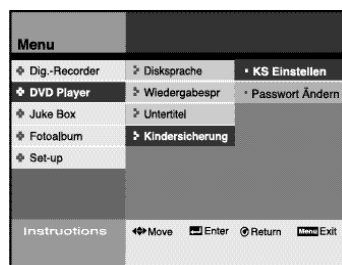 Menu
Dig.-Recorder
Disksprache
KS Einstellen
DVD Player
Wiedergabespr
Passwort Ändern
Juke Box
Untertitel
Fotoalbum
Kindersicherung
Set-up
Instructions
Move
Enter
Return
Menu Exit